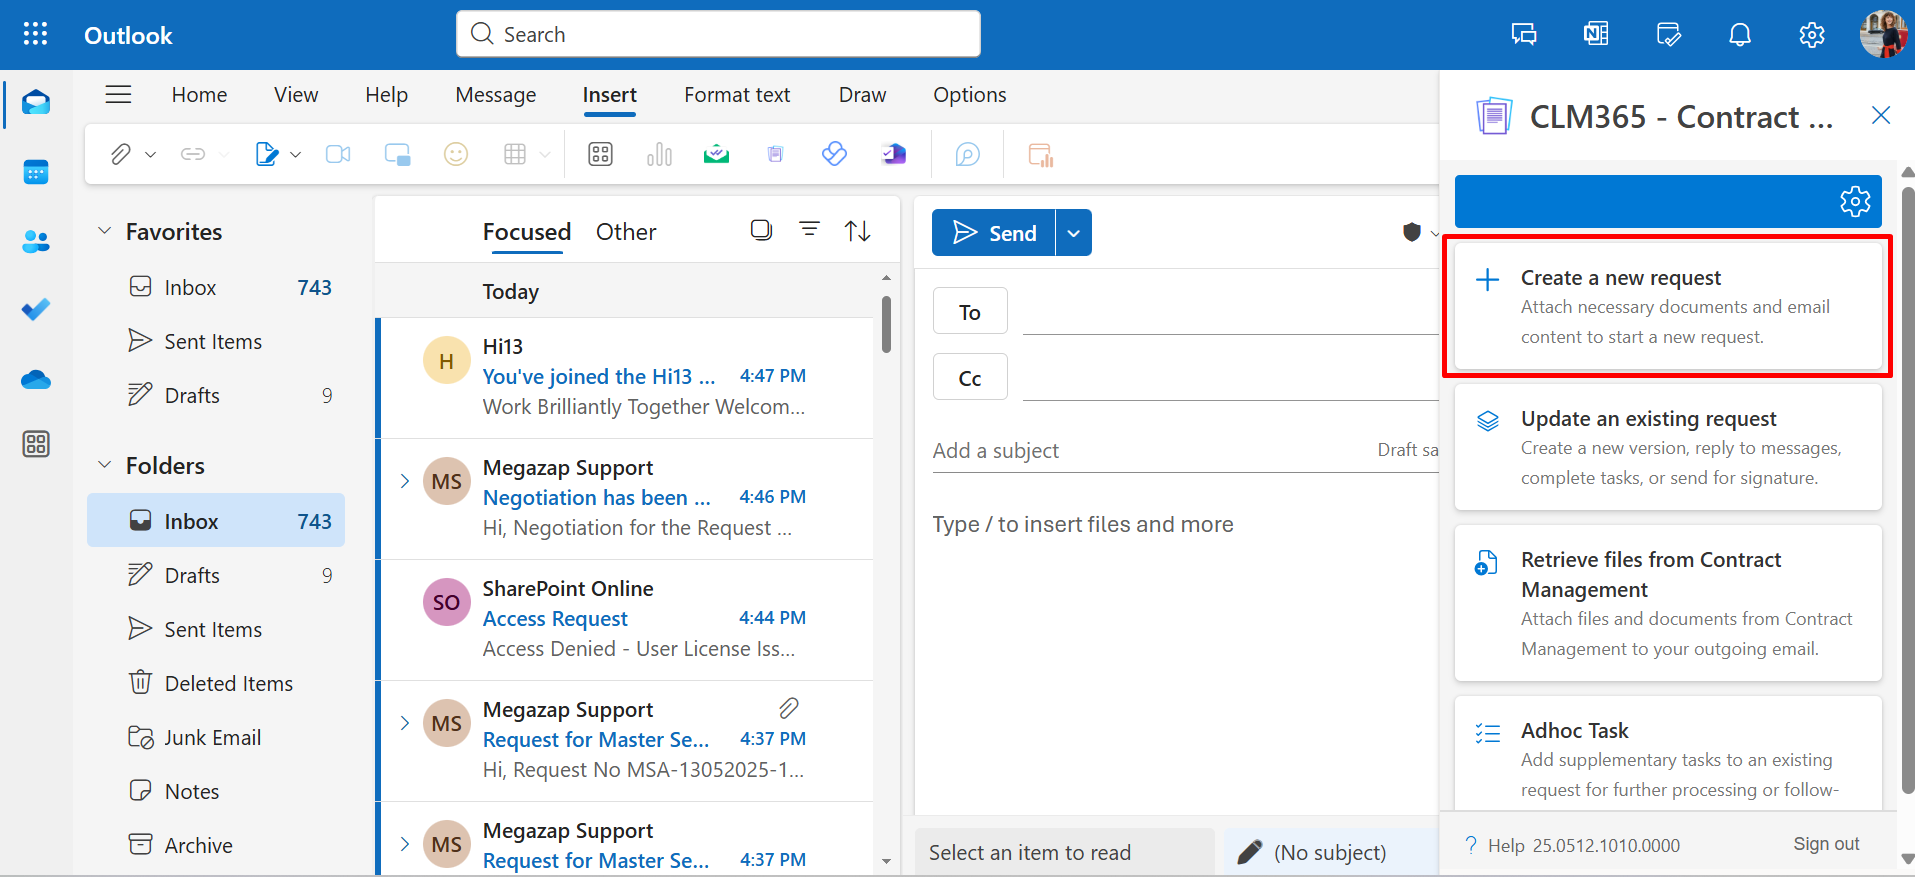 Outlook
Search
Home View Help Message Insert Format text Draw Options
CLM365 - Contract ...
Favorites
Inbox 743
Sent Items
Drafts 9
Folders
Inbox 743
Drafts 9
Sent Items
Deleted Items
Junk Email
Notes
Archive
Focused Other
Today
H
Hi13
You've joined the Hi13 ... 4:47 PM
Work Brilliantly Together Welcom...
MS
Megazap Support
Negotiation has been ... 4:46 PM
Hi, Negotiation for the Request ...
SO
SharePoint Online
Access Request 4:44 PM
Access Denied - User License Iss...
MS
Megazap Support
Request for Master Se... 4:37 PM
Hi, Request No MSA-13052025-1...
MS
Megazap Support
Request for Master Se... 4:37 PM
Send
To
Cc
Add a subject Draft sa
Type / to insert files and more
Select an item to read
(No subject)
Create a new request
Attach necessary documents and email
content to start a new request.
Update an existing request
Create a new version, reply to messages,
complete tasks, or send for signature.
Retrieve files from Contract
Management
Attach files and documents from Contract
Management to your outgoing email.
Adhoc Task
Add supplementary tasks to an existing
request for further processing or follow-
? Help 25.0512.1010.0000 Sign out